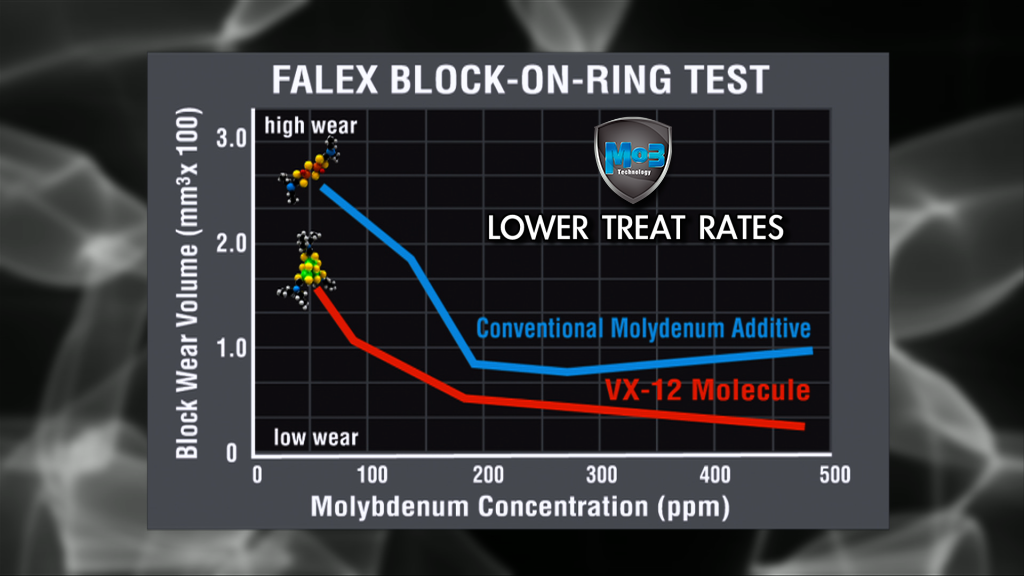 FALEX BLOCK-ON-RING TEST
Block Wear Volume (mm³x 100)
3.0
2.0
1.0
0
high wear
Mo3
Technology
LOWER TREAT RATES
Conventional Molydenum Additive
VX-12 Molecule
low wear
0 100 200 300 400 500
Molybdenum Concentration (ppm)